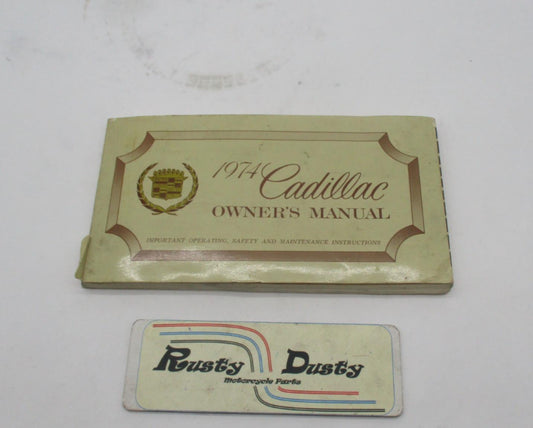 1974 Cadillac
OWNER'S MANUAL
IMPORTANT OPERATING, SAFETY AND MAINTENANCE INSTRUCTIONS
Rusty Dusty
Motorcycle Parts